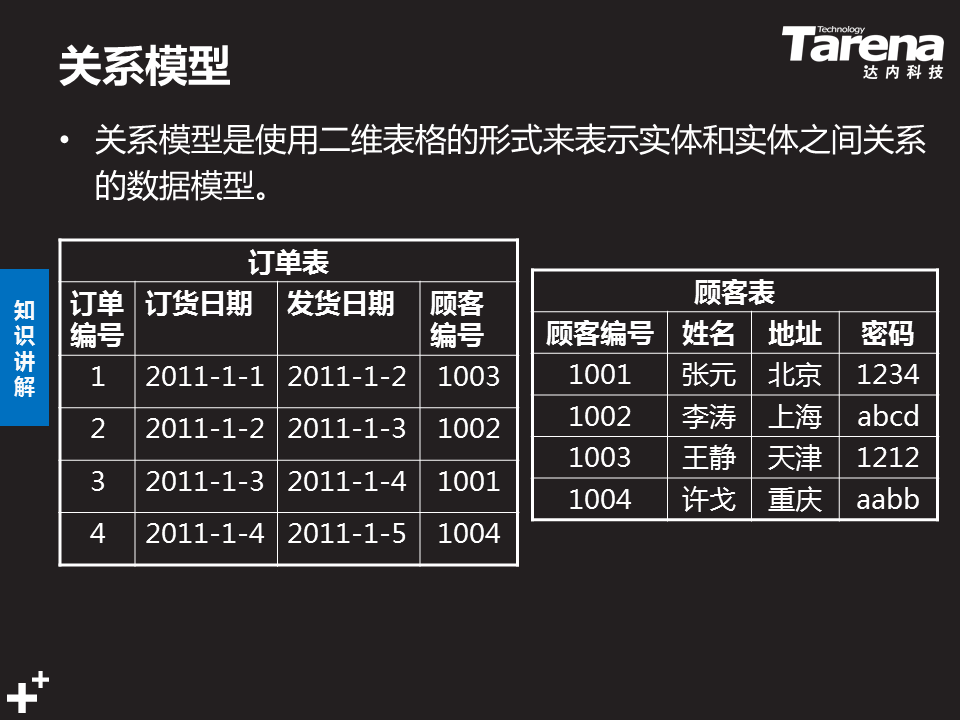 关系模型
Technology
Tarena
达内科技
• 关系模型是使用二维表格的形式来表示实体和实体之间关系
的数据模型。
知识讲解
订单表
订单编号 订货日期 发货日期 顾客编号
1 2011-1-1 2011-1-2 1003
2 2011-1-2 2011-1-3 1002
3 2011-1-3 2011-1-4 1001
4 2011-1-4 2011-1-5 1004
顾客表
顾客编号 姓名 地址 密码
1001 张元 北京 1234
1002 李涛 上海 abcd
1003 王静 天津 1212
1004 许戈 重庆 aabb